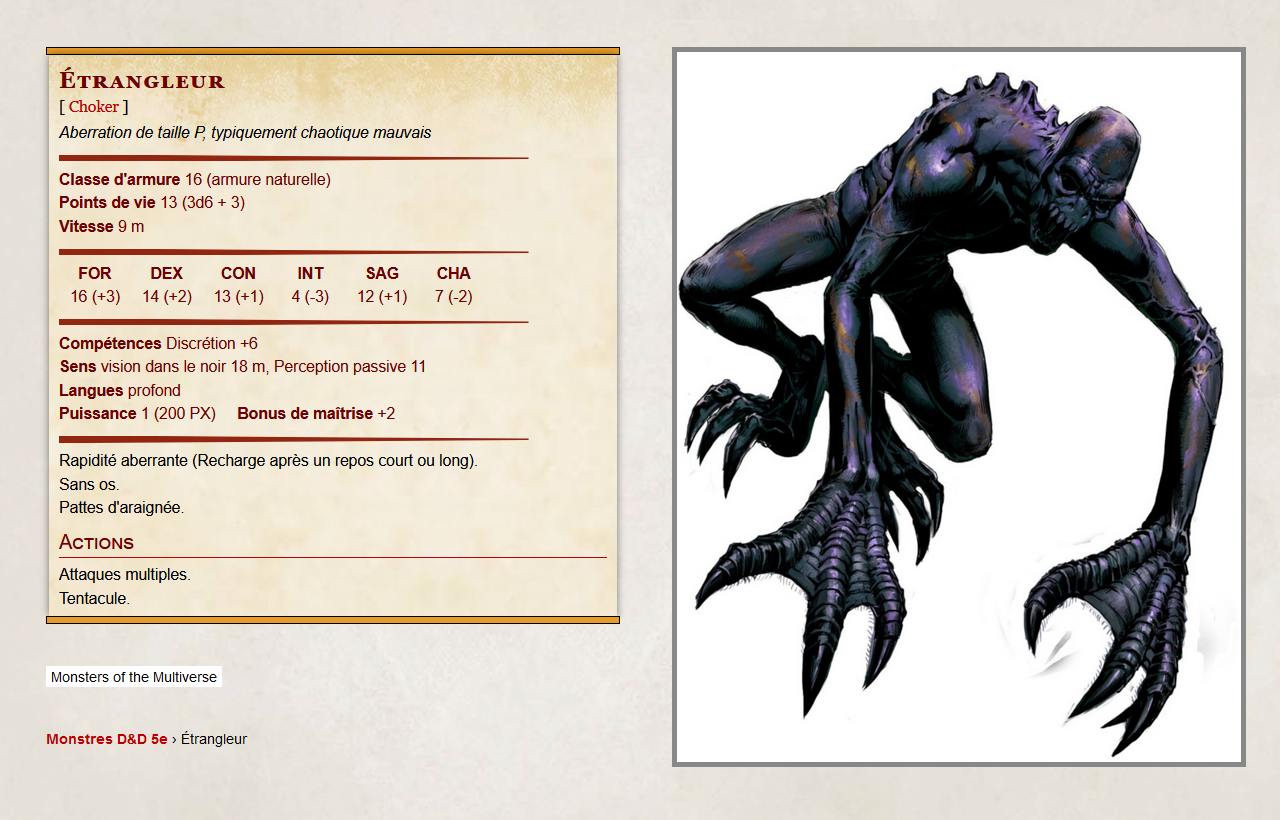 Étrangleur
[ Choker ]
Aberration de taille P, typiquement chaotique mauvais
Classe d'armure 16 (armure naturelle)
Points de vie 13 (3d6 + 3)
Vitesse 9 m
FOR DEX CON INT SAG CHA
16 (+3) 14 (+2) 13 (+1) 4 (-3) 12 (+1) 7 (-2)
Compétences Discrétion +6
Sens vision dans le noir 18 m, Perception passive 11
Langues profond
Puissance 1 (200 PX) Bonus de maîtrise +2
Rapidité aberrante (Recharge après un repos court ou long).
Sans os.
Pattes d'araignée.
Actions
Attaques multiples.
Tentacule.
Monsters of the Multiverse
Monstres D&D 5e › Étrangleur